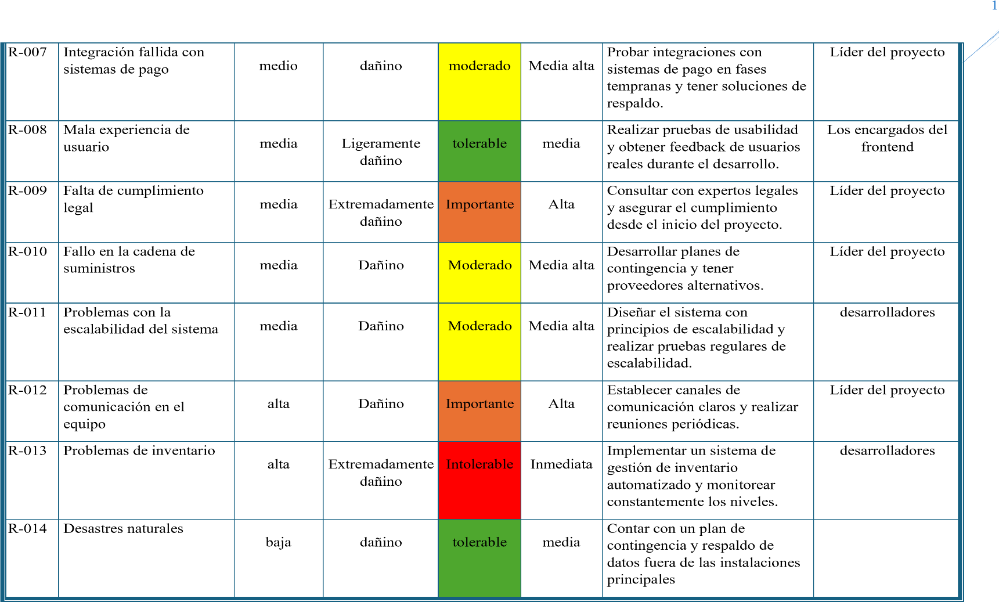 1
R-007
Integración fallida con
sistemas de pago
medio
dañino
moderado
Media alta
Probar integraciones con
sistemas de pago en fases
tempranas y tener soluciones de
respaldo.
Líder del proyecto
R-008
Mala experiencia de
usuario
media
Ligeramente
dañino
tolerable
media
Realizar pruebas de usabilidad
y obtener feedback de usuarios
reales durante el desarrollo.
Los encargados del
frontend
R-009
Falta de cumplimiento
legal
media
Extremadamente
dañino
Importante
Alta
Consultar con expertos legales
y asegurar el cumplimiento
desde el inicio del proyecto.
Líder del proyecto
R-010
Fallo en la cadena de
suministros
media
Dañino
Moderado
Media alta
Desarrollar planes de
contingencia y tener
proveedores alternativos.
Líder del proyecto
R-011
Problemas con la
escalabilidad del sistema
media
Dañino
Moderado
Media alta
Diseñar el sistema con
principios de escalabilidad y
realizar pruebas regulares de
escalabilidad.
desarrolladores
R-012
Problemas de
comunicación en el
equipo
alta
Dañino
Importante
Alta
Establecer canales de
comunicación claros y realizar
reuniones periódicas.
Líder del proyecto
R-013
Problemas de inventario
alta
Extremadamente
dañino
Intolerable
Inmediata
Implementar un sistema de
gestión de inventario
automatizado y monitorear
constantemente los niveles.
desarrolladores
R-014
Desastres naturales
baja
dañino
tolerable
media
Contar con un plan de
contingencia y respaldo de
datos fuera de las instalaciones
principales